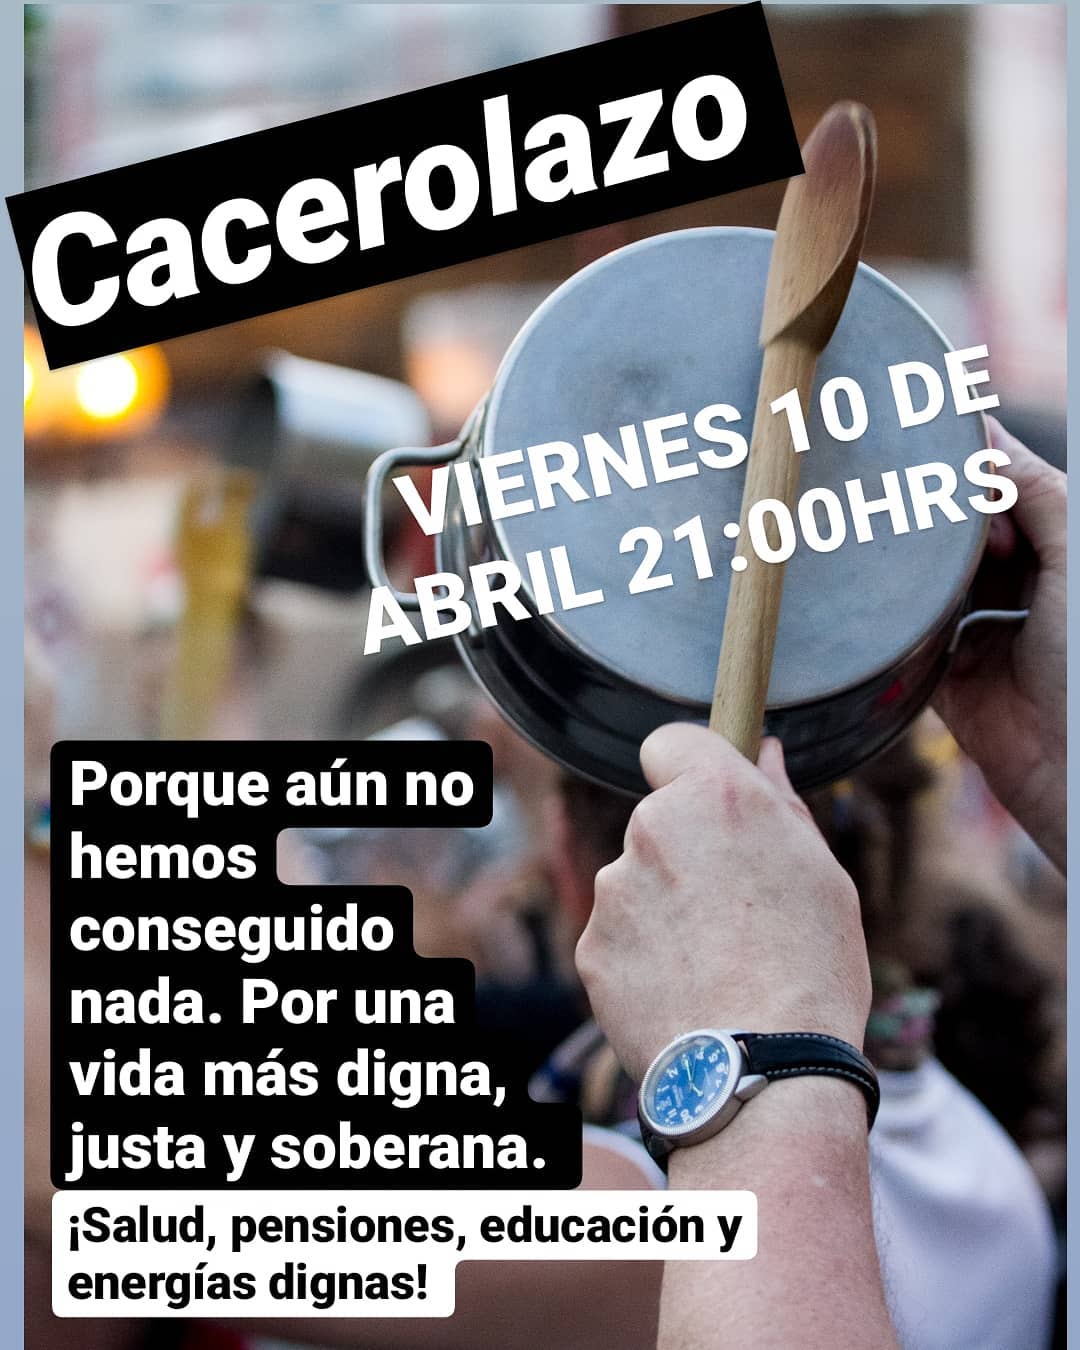 Cacerolazo
VIERNES 10 DE
ABRIL 21:00HRS
Porque aún no
hemos
conseguido
nada. Por una
vida más digna,
justa y soberana.
¡Salud, pensiones, educación y
energías dignas!